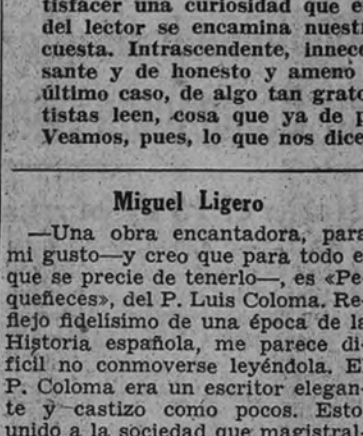 tisfacer una curiosidad que e
del lector se encamina nuest
cuesta. Intrascendente, innec
sante y de honesto y ameno
último caso, de algo tan grat
tistas leen, cosa que ya de p
Veamos, pues, lo que nos dice
Miguel Ligero
—Una obra encantadora, para
mi gusto—y creo que para todo e
que se precie de tenerlo—, es «Pe-
queñeces», del P. Luis Coloma. Re-
flejo fidelísimo de una época de la
Historia española, me parece di-
fícil no conmoverse leyéndola. E
P. Coloma era un escritor elegan-
te y castizo como pocos. Esto
unido a la sociedad que magistral-